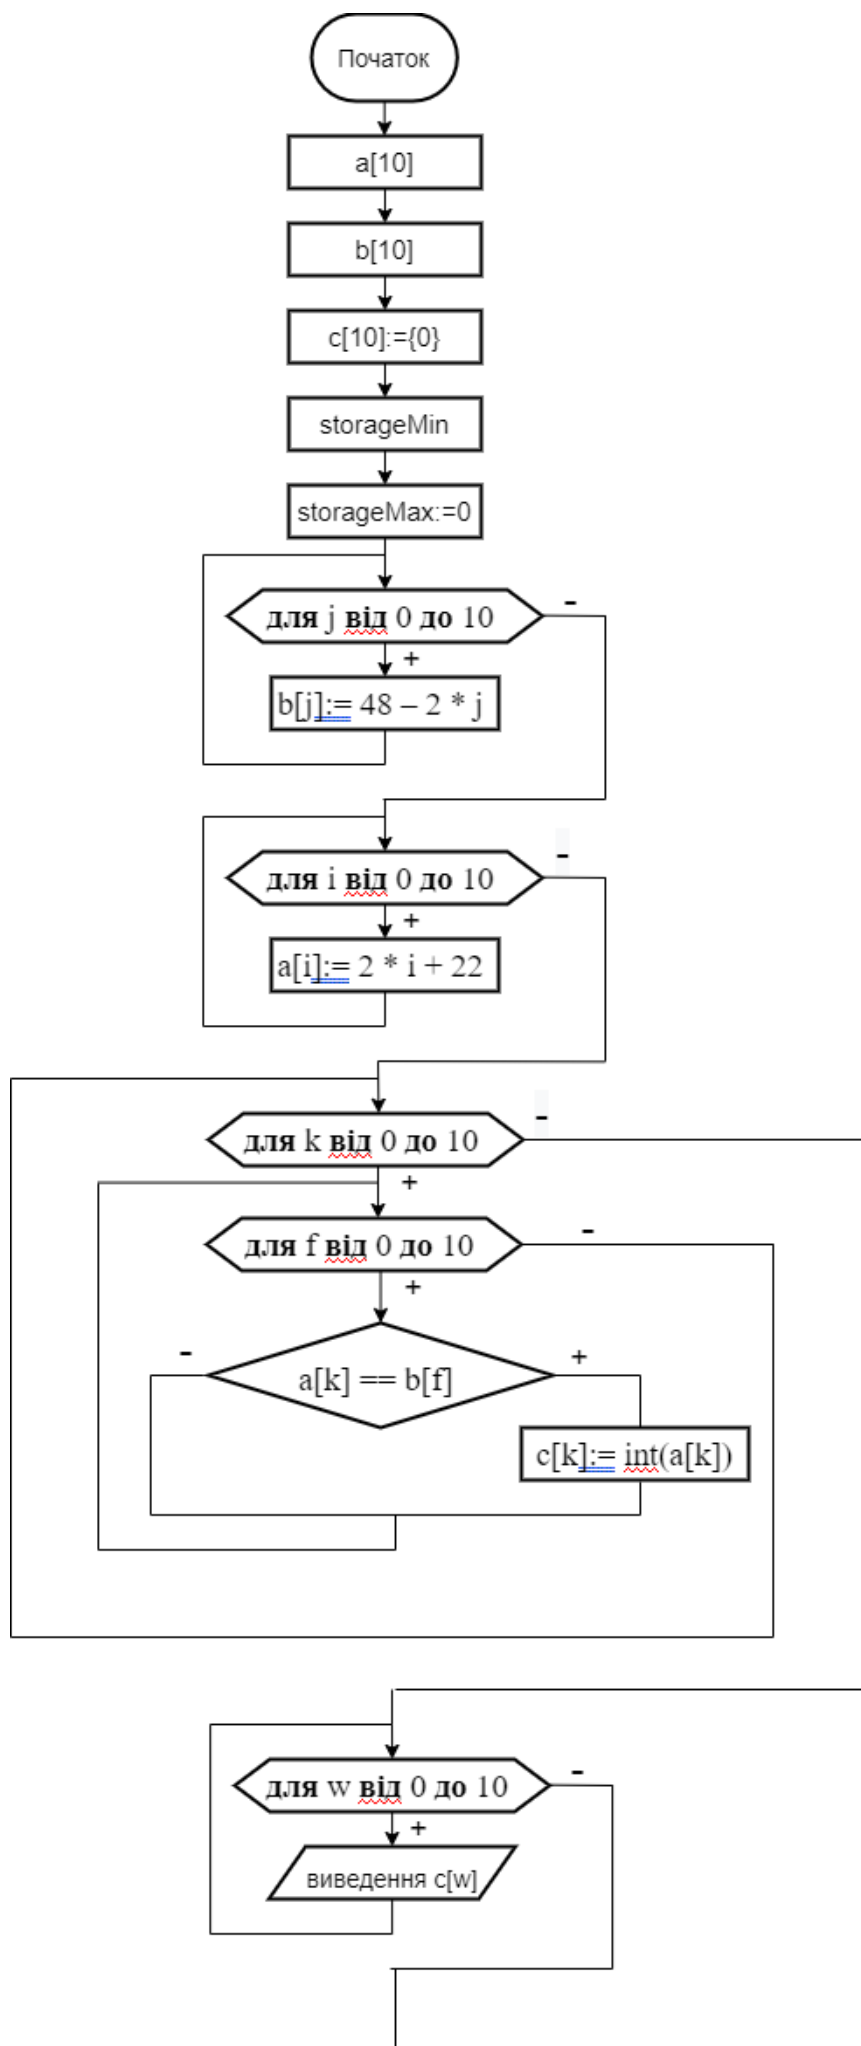 Початок
a[10]
b[10]
c[10]:={0}
storageMin
storageMax:=0
для j від 0 до 10
-
+
b[j]:= 48 – 2 * j
для i від 0 до 10
-
+
a[i]:= 2 * i + 22
для k від 0 до 10
-
+
для f від 0 до 10
-
+
-
a[k] == b[f]
+
c[k]:= int(a[k])
для w від 0 до 10
-
+
виведення c[w]